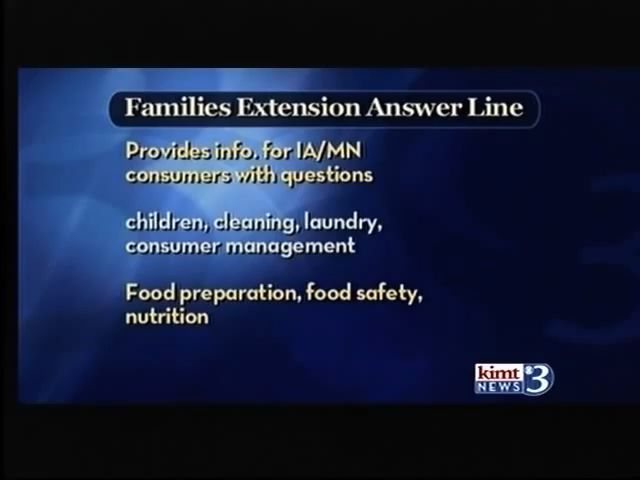 Families Extension Answer Line
Provides info. for IA/MN
consumers with questions
children, cleaning, laundry,
consumer management
Food preparation, food safety,
nutrition
kimt
NEWS 3